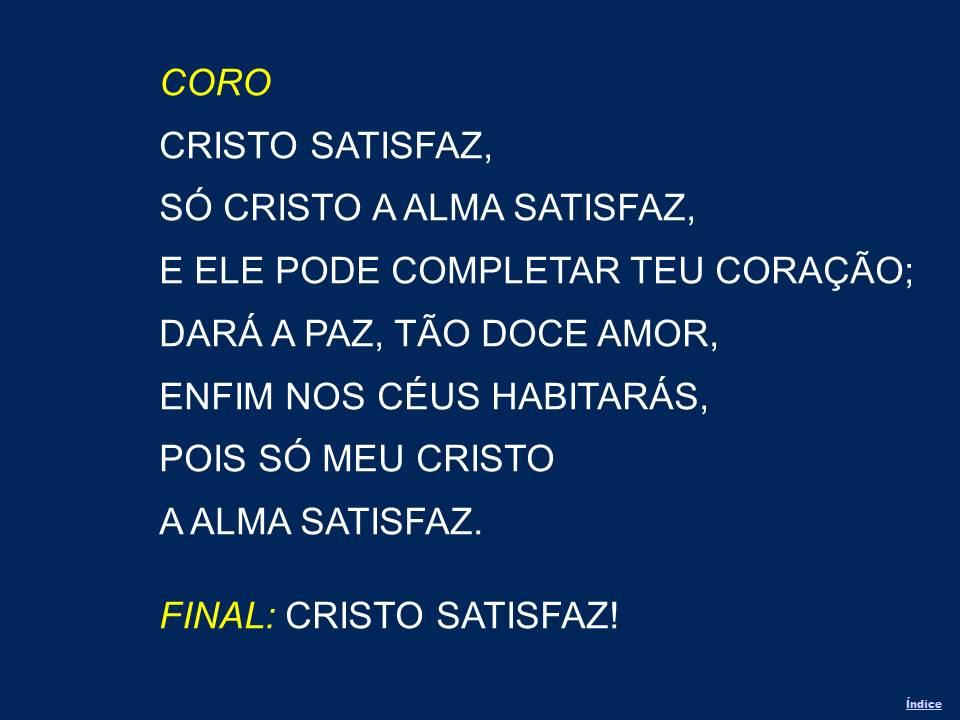 CORO
CRISTO SATISFAZ,
SÓ CRISTO A ALMA SATISFAZ,
E ELE PODE COMPLETAR TEU CORAÇÃO;
DARÁ A PAZ, TÃO DOCE AMOR,
ENFIM NOS CÉUS HABITARÁS,
POIS SÓ MEU CRISTO
A ALMA SATISFAZ.
FINAL: CRISTO SATISFAZ!
Índice